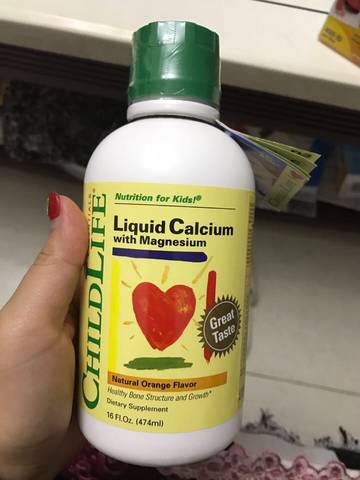 Nutrition for Kids!®
Liquid Calcium
with Magnesium
CHILDLIFE
Great
Taste
Natural Orange Flavor
Healthy Bone Structure and Growth*
Dietary Supplement
16 Fl.Oz. (474ml)